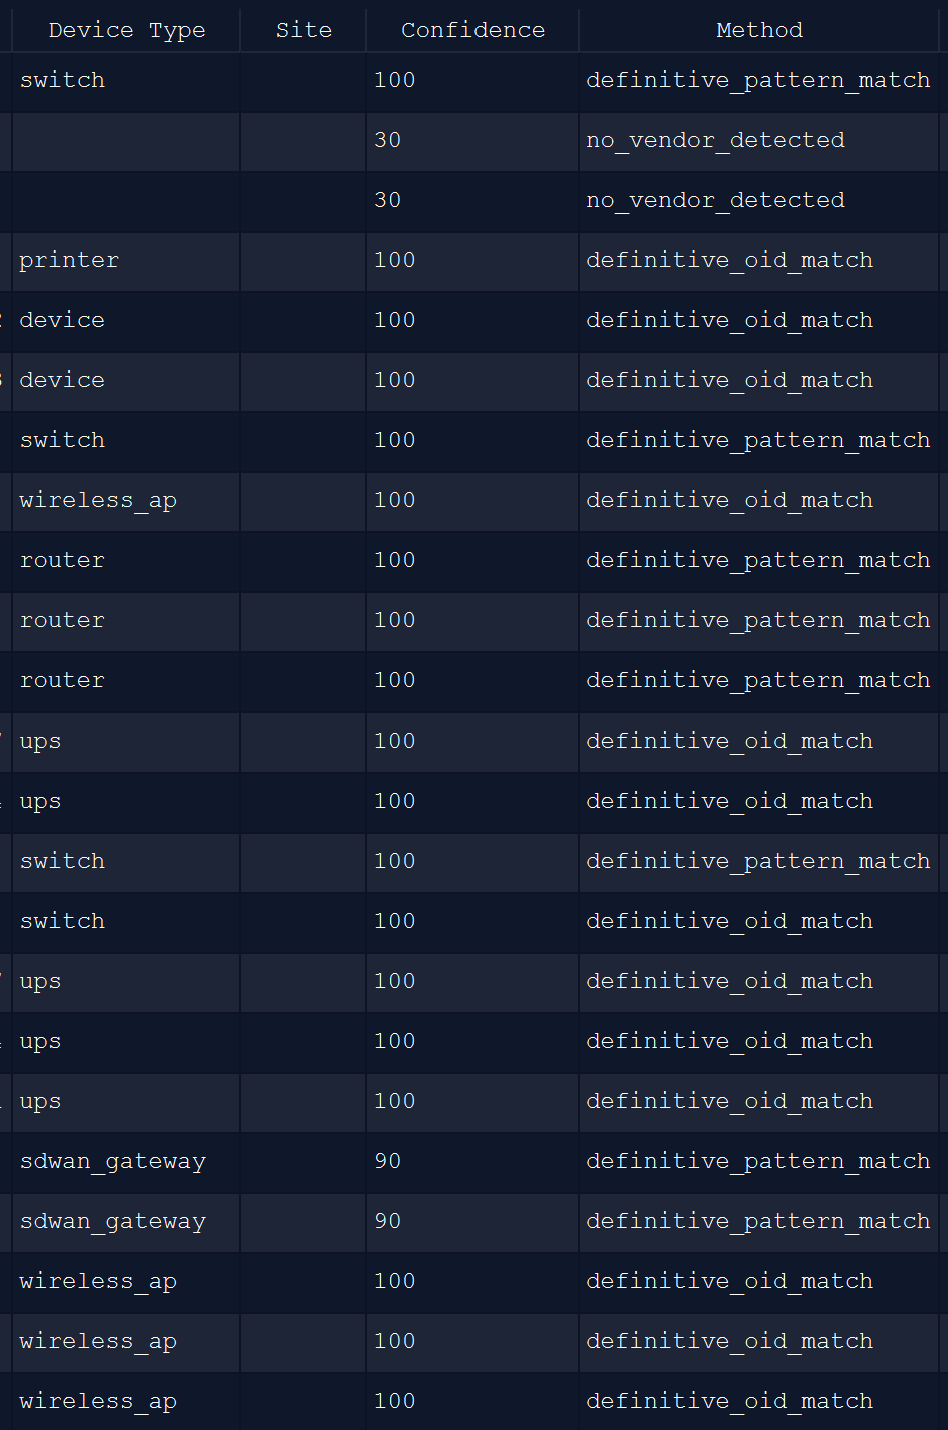 Device Type Site Confidence Method
switch 100 definitive_pattern_match
30 no_vendor_detected
30 no_vendor_detected
printer 100 definitive_oid_match
device 100 definitive_oid_match
device 100 definitive_oid_match
switch 100 definitive_pattern_match
wireless_ap 100 definitive_oid_match
router 100 definitive_pattern_match
router 100 definitive_pattern_match
router 100 definitive_pattern_match
ups 100 definitive_oid_match
ups 100 definitive_oid_match
switch 100 definitive_pattern_match
switch 100 definitive_oid_match
ups 100 definitive_oid_match
ups 100 definitive_oid_match
ups 100 definitive_oid_match
sdwan_gateway 90 definitive_pattern_match
sdwan_gateway 90 definitive_pattern_match
wireless_ap 100 definitive_oid_match
wireless_ap 100 definitive_oid_match
wireless_ap 100 definitive_oid_match